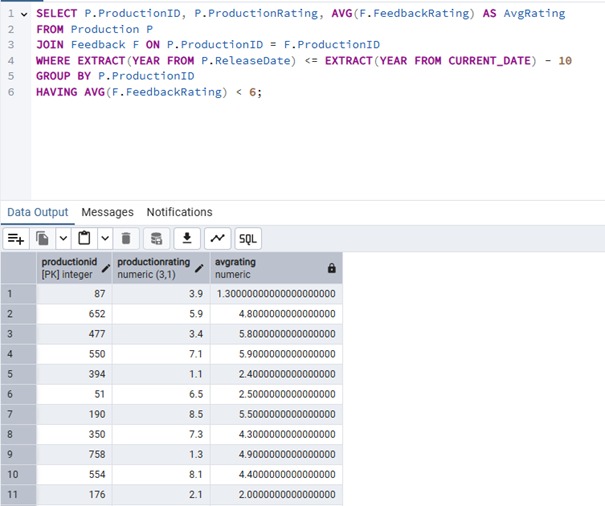 1 SELECT P.ProductionID, P.ProductionRating, AVG(F.FeedbackRating) AS AvgRating
2 FROM Production P
3 JOIN Feedback F ON P.ProductionID = F.ProductionID
4 WHERE EXTRACT(YEAR FROM P.ReleaseDate) <= EXTRACT(YEAR FROM CURRENT_DATE) - 10
5 GROUP BY P.ProductionID
6 HAVING AVG(F.FeedbackRating) < 6;
Data Output Messages Notifications
SQL
productionid productionrating avgrating
[PK] integer numeric (3,1) numeric
1 87 3.9 1.30000000000000000000
2 652 5.9 4.8000000000000000
3 477 3.4 5.8000000000000000
4 550 7.1 5.9000000000000000
5 394 1.1 2.4000000000000000
6 51 6.5 2.5000000000000000
7 190 8.5 5.5000000000000000
8 350 7.3 4.3000000000000000
9 758 1.3 4.9000000000000000
10 554 8.1 4.4000000000000000
11 176 2.1 2.0000000000000000